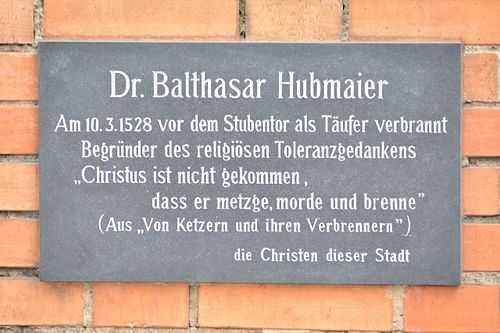 Dr. Balthasar Hubmaier
Am 10.3.1528 vor dem Stubentor als Täufer verbrannt
Begründer des religiösen Toleranzgedankens
„Christus ist nicht gekommen,
dass er metzge, morde und brenne"
(Aus „Von Ketzern und ihren Verbrennern")
die Christen dieser Stadt